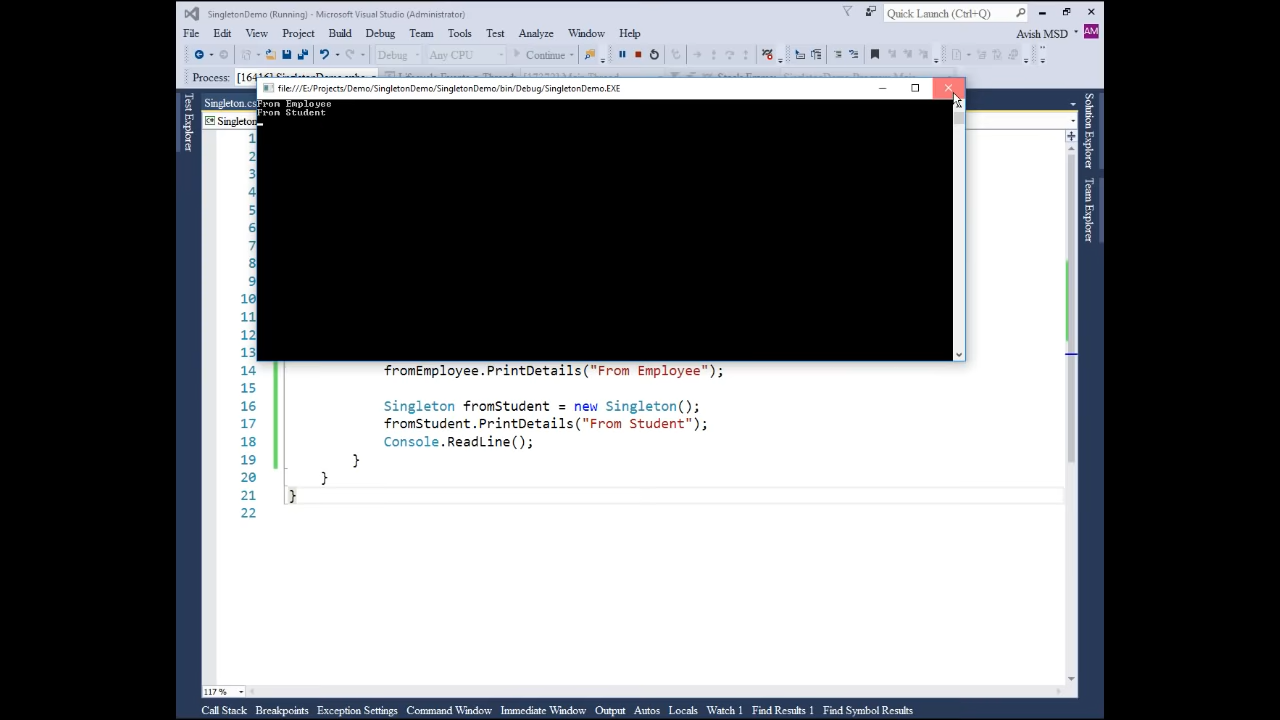 SingletonDemo (Running) - Microsoft Visual Studio (Administrator)
Quick Launch (Ctrl+Q)
File Edit View Project Build Debug Team Tools Test Analyze Window Help
Avish MSD
AM
Debug Any CPU Continue
Process: [16416] SingletonDemo
file:///E:/Projects/Demo/SingletonDemo/SingletonDemo/bin/Debug/SingletonDemo.EXE
Singleton.cs
From Employee
From Student
Singleton
Test Explorer
Solution Explorer
Team Explorer
1
2
3
4
5
6
7
8
9
10
11
12
13
14 fromEmployee.PrintDetails("From Employee");
15
16 Singleton fromStudent = new Singleton();
17 fromStudent.PrintDetails("From Student");
18 Console.ReadLine();
19 }
20 }
21 }
22
117 %
Call Stack Breakpoints Exception Settings Command Window Immediate Window Output Autos Locals Watch 1 Find Results 1 Find Symbol Results